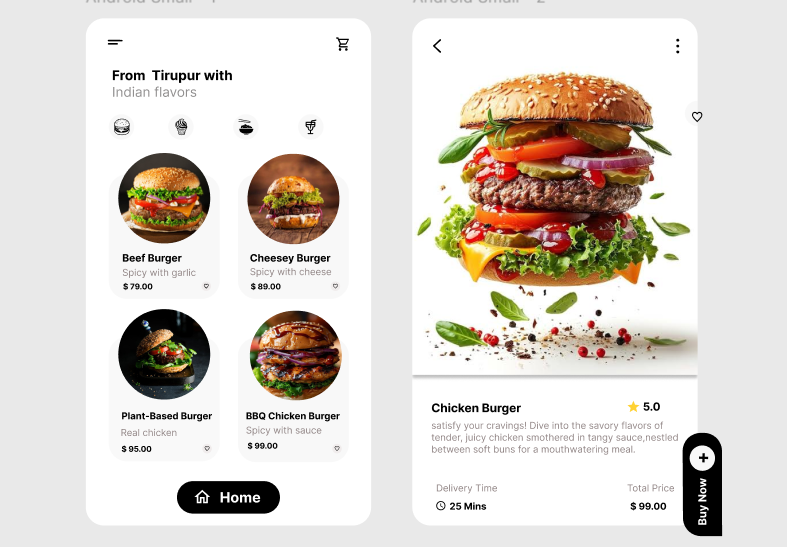 Android Small - 1
From Tirupur with
Indian flavors
Beef Burger
Spicy with garlic
$ 79.00
Cheesey Burger
Spicy with cheese
$ 89.00
Plant-Based Burger
Real chicken
$ 95.00
BBQ Chicken Burger
Spicy with sauce
$ 99.00
Home
Android Small - 2
Chicken Burger
5.0
satisfy your cravings! Dive into the savory flavors of
tender, juicy chicken smothered in tangy sauce,nestled
between soft buns for a mouthwatering meal.
Delivery Time
25 Mins
Total Price
$ 99.00
Buy Now